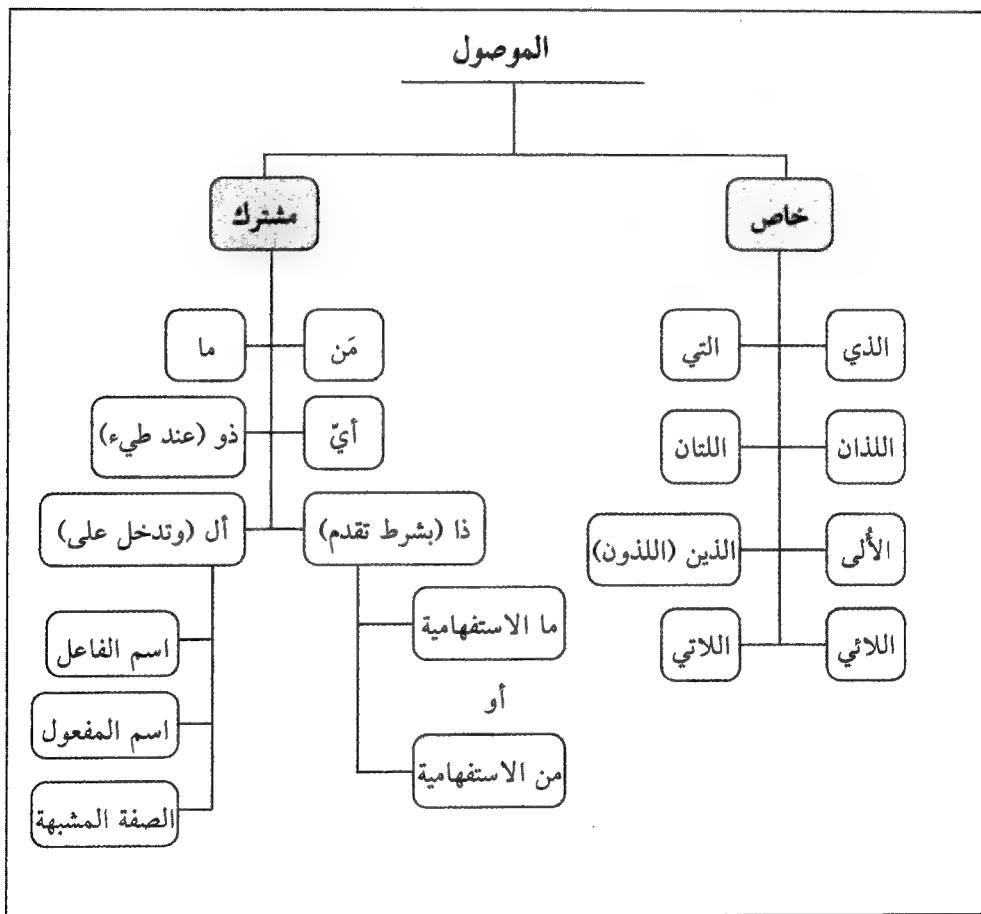 الموصول
خاص
مشترك
الذي
التي
اللذان
اللتان
الأُلى
الذين (اللذون)
اللائي
اللاتي
مَن
ما
أيّ
ذو (عند طيء)
ذا (بشرط تقدم)
أل (وتدخل على)
ما الاستفهامية
أو
من الاستفهامية
اسم الفاعل
اسم المفعول
الصفة المشبهة